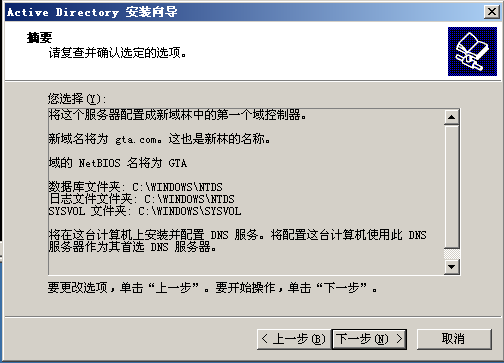 Active Directory 安装向导
摘要
请复查并确认选定的选项。
您选择(Y):
将这个服务器配置成新域林中的第一个域控制器。
新域名将为 gta.com。这也是新林的名称。
域的 NetBIOS 名将为 GTA
数据库文件夹: C:\WINDOWS\NTDS
日志文件文件夹: C:\WINDOWS\NTDS
SYSVOL 文件夹: C:\WINDOWS\SYSVOL
将在这台计算机上安装并配置 DNS 服务。将配置这台计算机使用此 DNS
服务器作为其首选 DNS 服务器。
要更改选项，单击“上一步”。要开始操作，单击“下一步”。
< 上一步(B) 下一步(N) > 取消